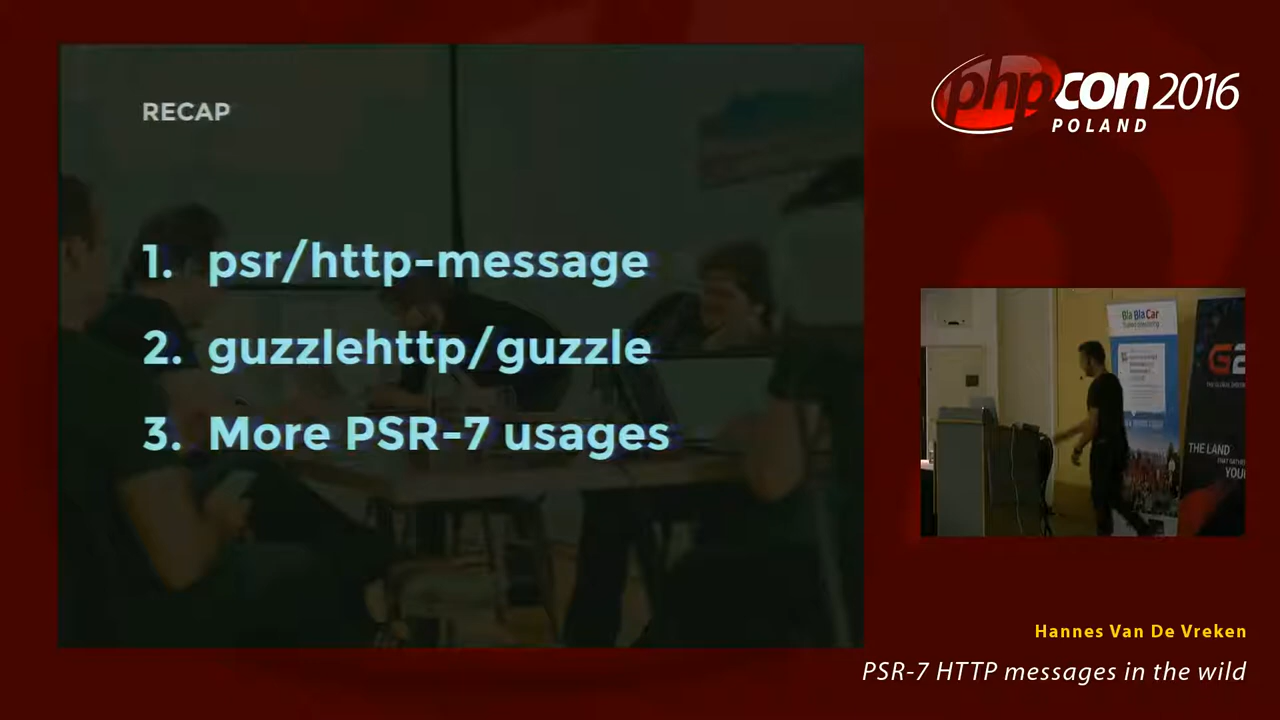 RECAP
1. psr/http-message
2. guzzlehttp/guzzle
3. More PSR-7 usages
phpcon 2016
POLAND
Bla Bla Car
THE LAND
Hannes Van De Vreken
PSR-7 HTTP messages in the wild